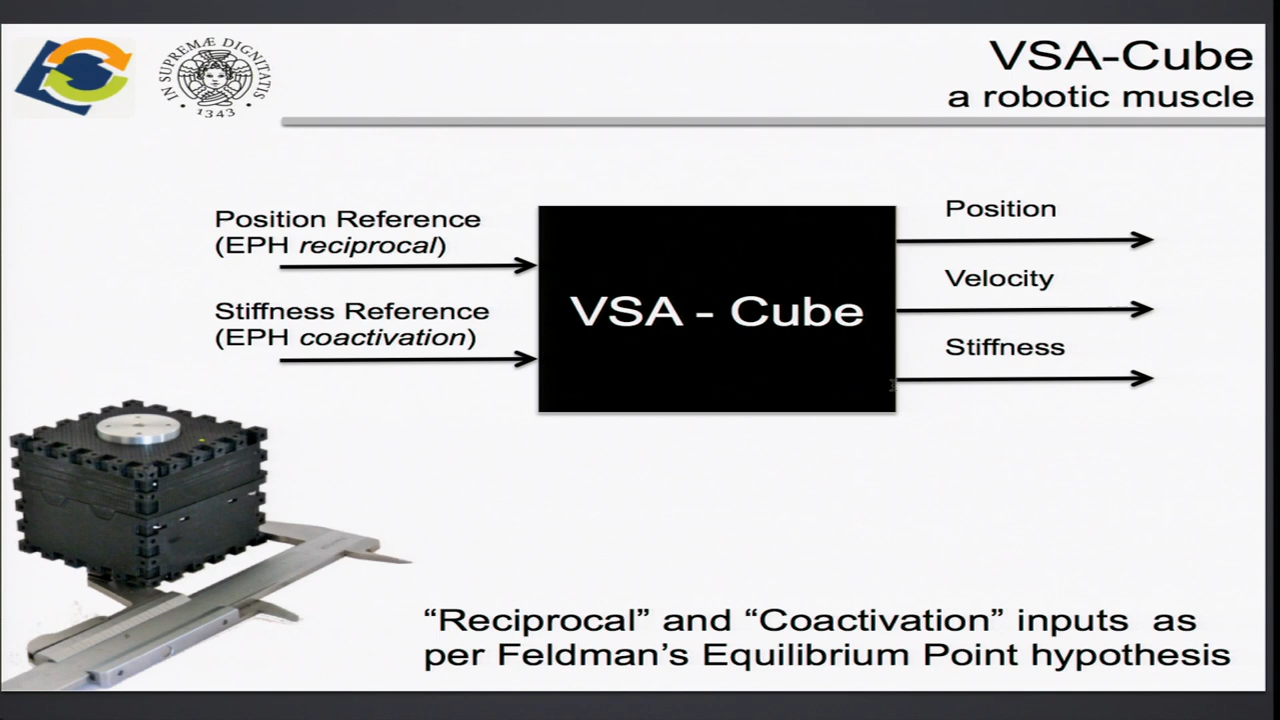 IN SUPREMÆ DIGNITATIS
• 1343 •
VSA-Cube
a robotic muscle
Position Reference
(EPH reciprocal)
Stiffness Reference
(EPH coactivation)
VSA - Cube
Position
Velocity
Stiffness
“Reciprocal” and “Coactivation” inputs as
per Feldman’s Equilibrium Point hypothesis